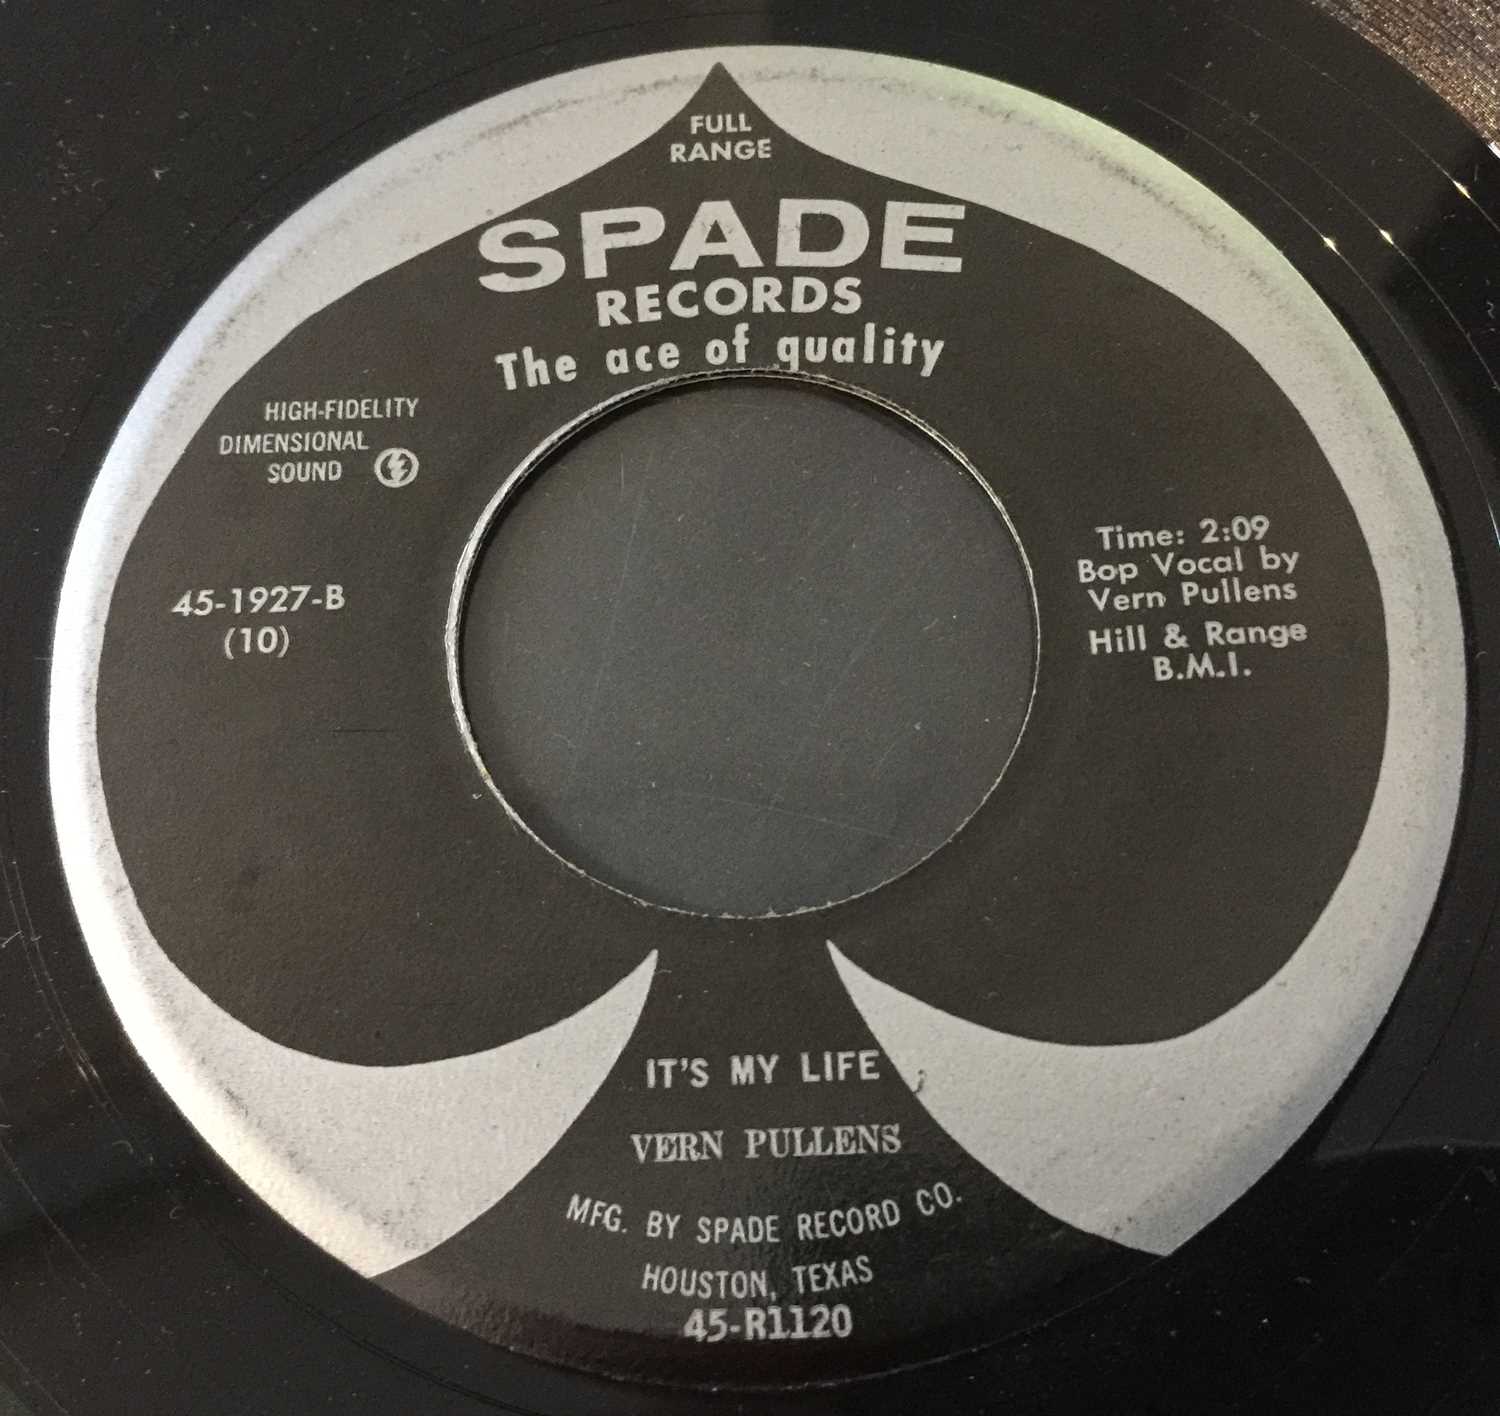 FULL
RANGE
SPADE
RECORDS
The ace of quality
HIGH-FIDELITY
DIMENSIONAL
SOUND
45-1927-B
(10)
Time: 2:09
Bop Vocal by
Vern Pullens
Hill & Range
B.M.I.
IT'S MY LIFE
VERN PULLENS
MFG. BY SPADE RECORD CO.
HOUSTON, TEXAS
45-R1120